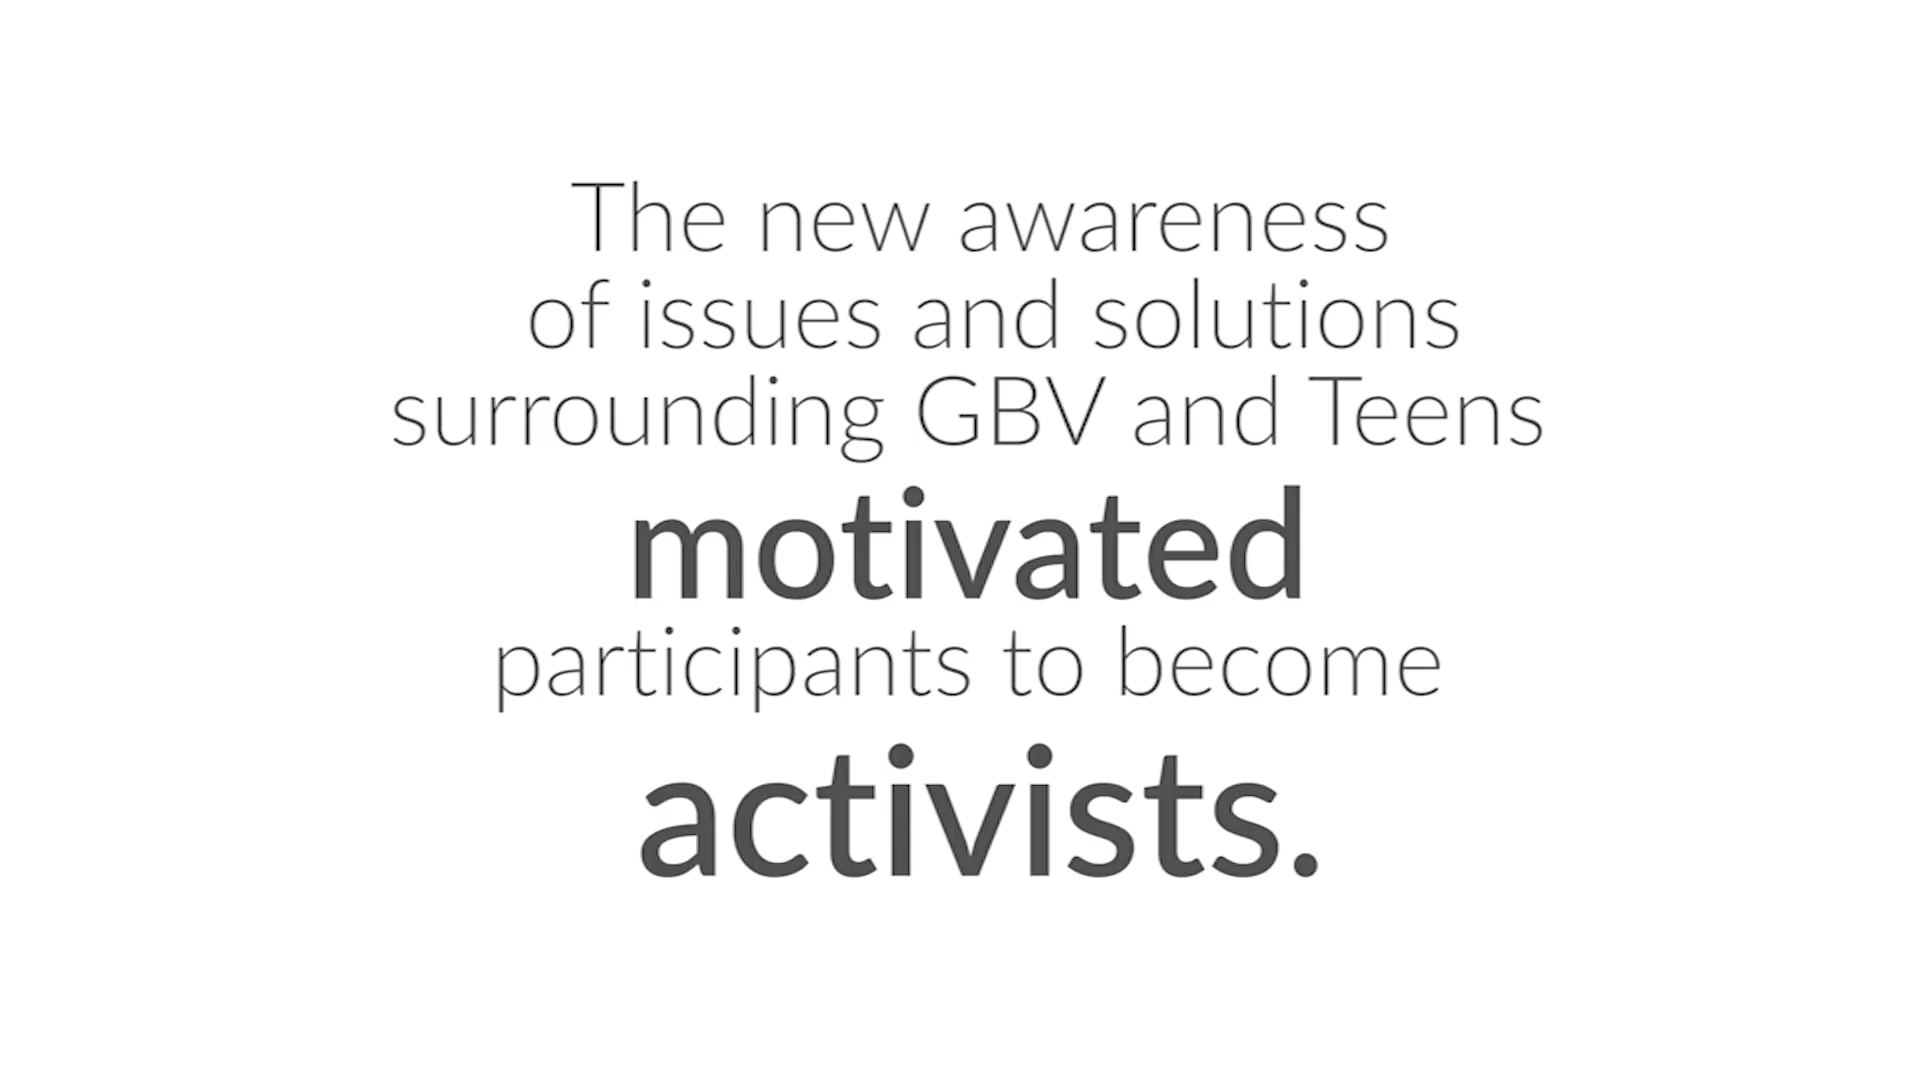 The new awareness
of issues and solutions
surrounding GBV and Teens
motivated
participants to become
activists.